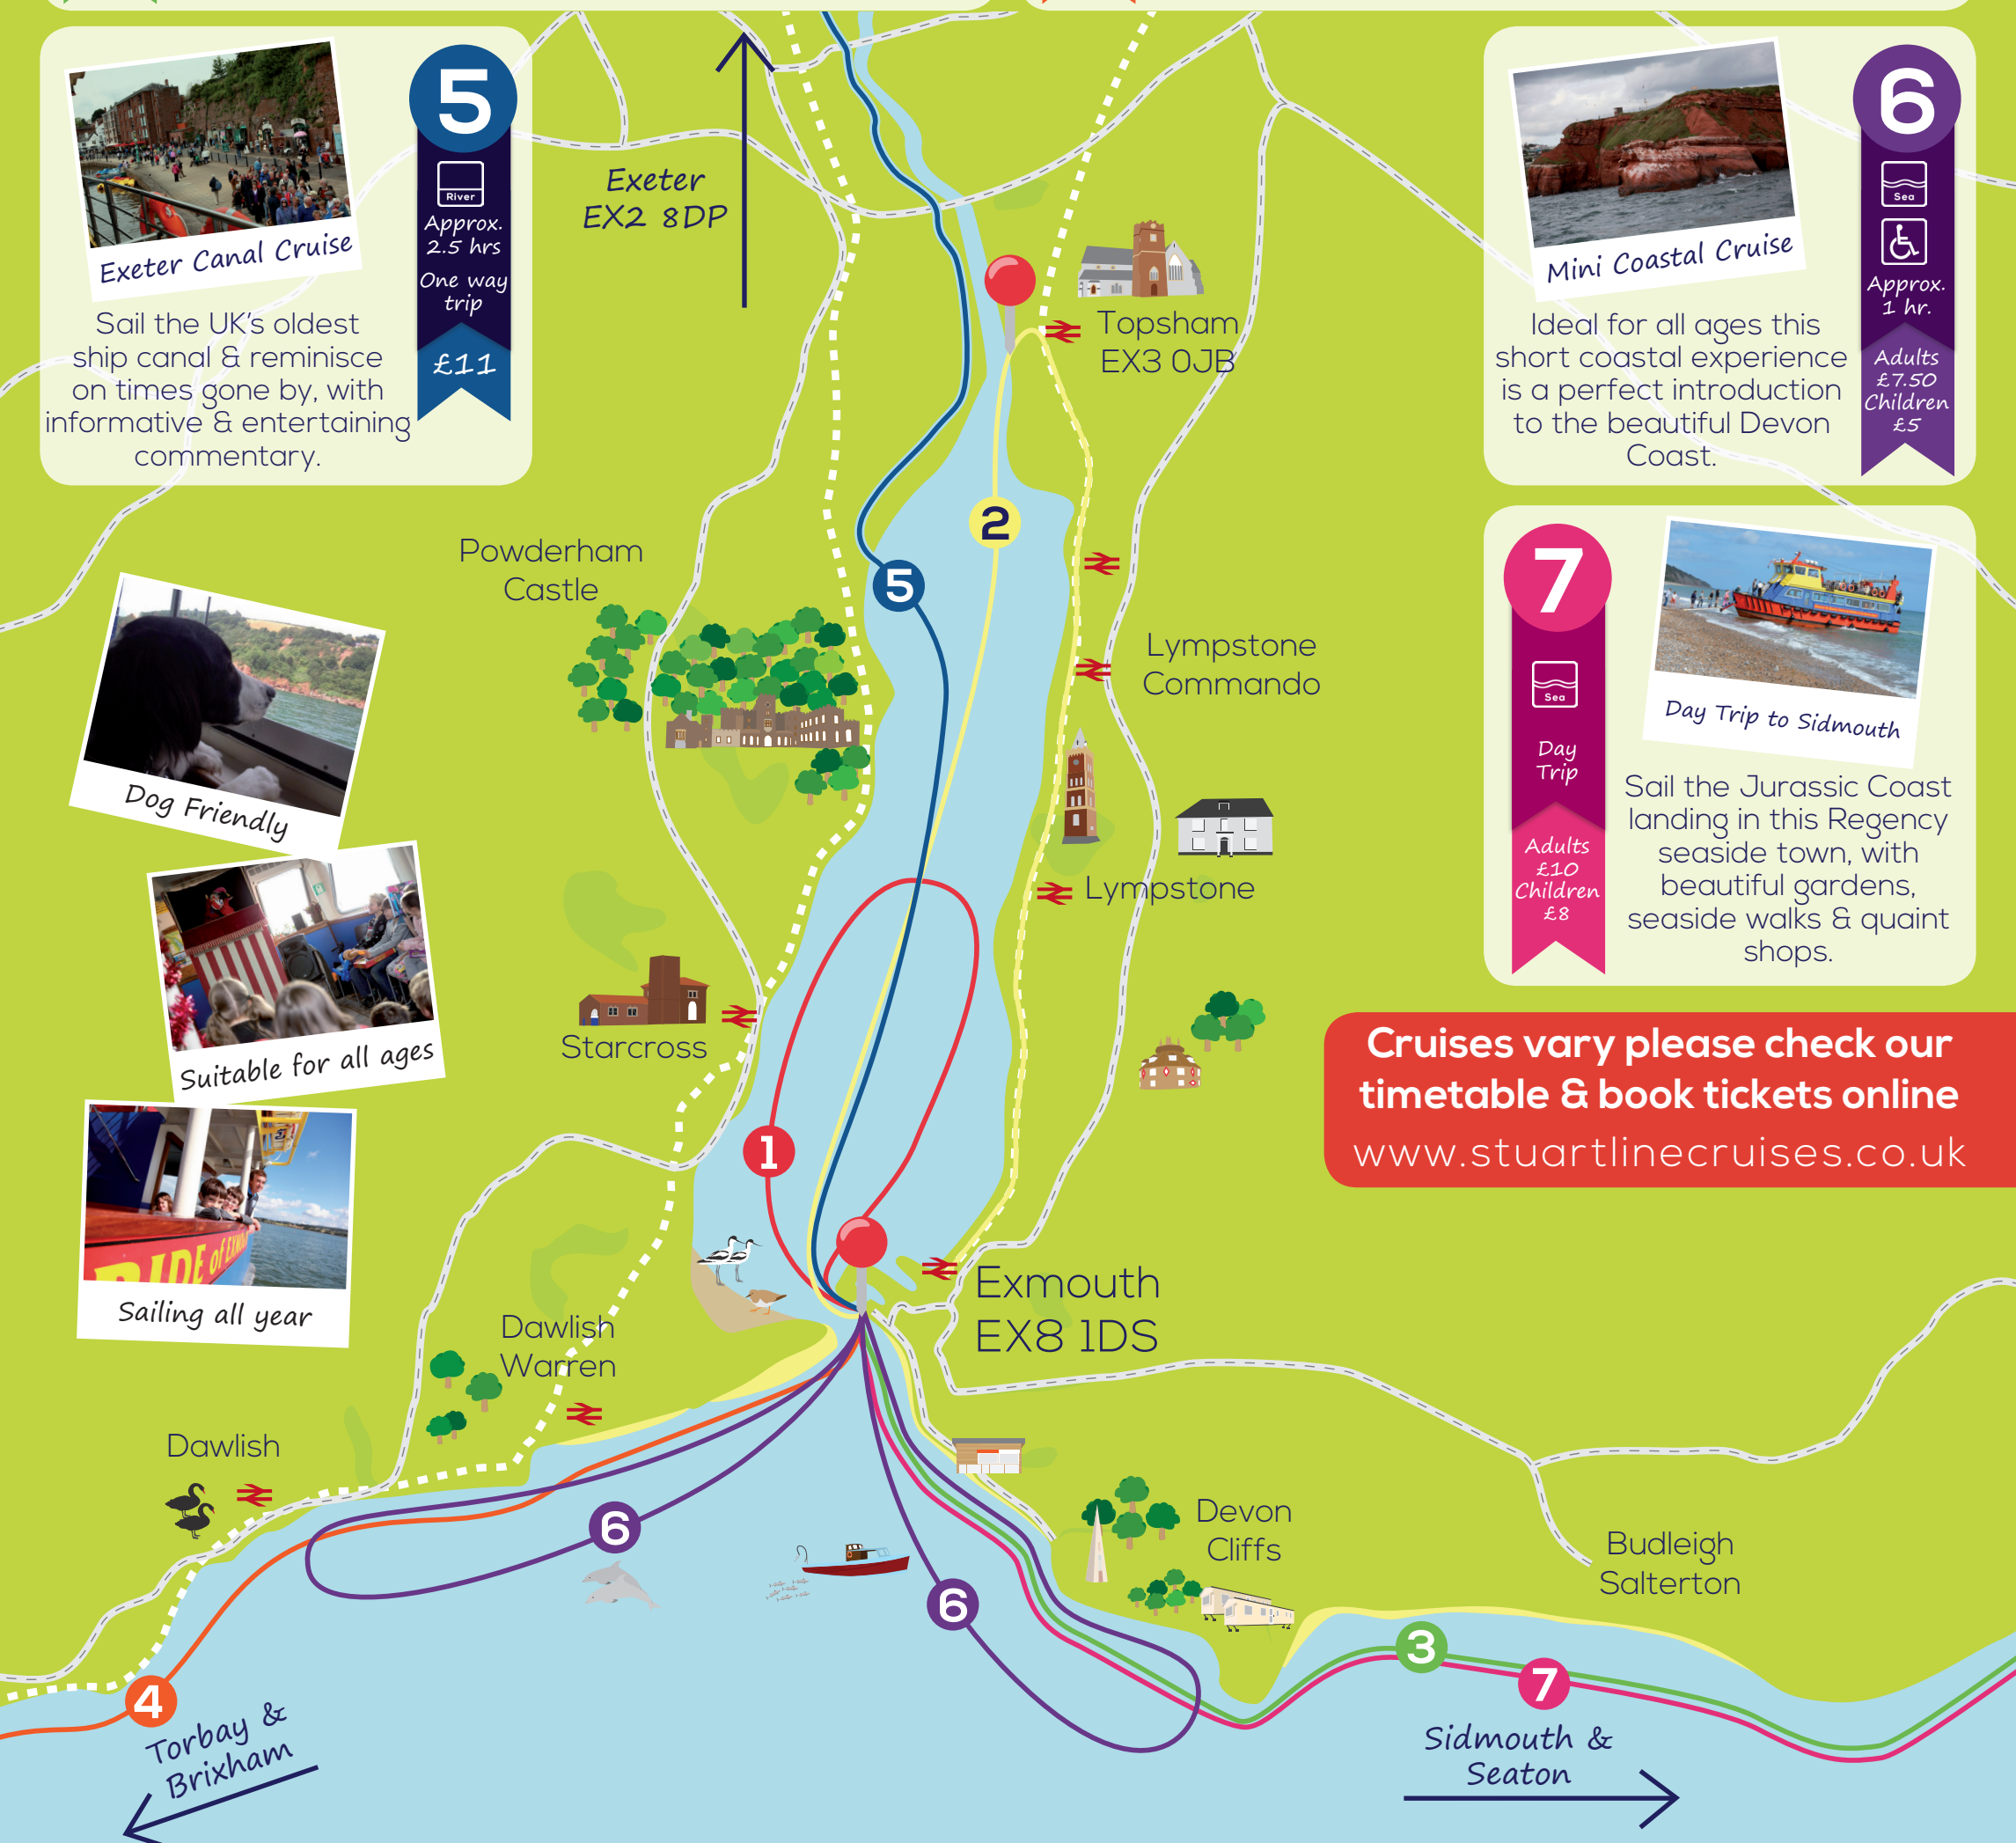 5
River
Approx.
2.5 hrs
One way
trip
£11
Exeter Canal Cruise
Sail the UK's oldest
ship canal & reminisce
on times gone by, with
informative & entertaining
commentary.
Exeter
EX2 8DP
6
Sea
Approx.
1 hr.
Adults
£7.50
Children
£5
Mini Coastal Cruise
Ideal for all ages this
short coastal experience
is a perfect introduction
to the beautiful Devon
Coast.
Topsham
EX3 0JB
2
5
Powderham
Castle
Lympstone
Commando
7
Sea
Day
Trip
Adults
£10
Children
£8
Day Trip to Sidmouth
Sail the Jurassic Coast
landing in this Regency
seaside town, with
beautiful gardens,
seaside walks & quaint
shops.
Dog Friendly
Lympstone
Suitable for all ages
Starcross
Cruises vary please check our
timetable & book tickets online
www.stuartlinecruises.co.uk
1
Sailing all year
Exmouth
EX8 1DS
Dawlish
Warren
Dawlish
6
6
Devon
Cliffs
Budleigh
Salterton
3
7
4
Torbay &
Brixham
Sidmouth &
Seaton